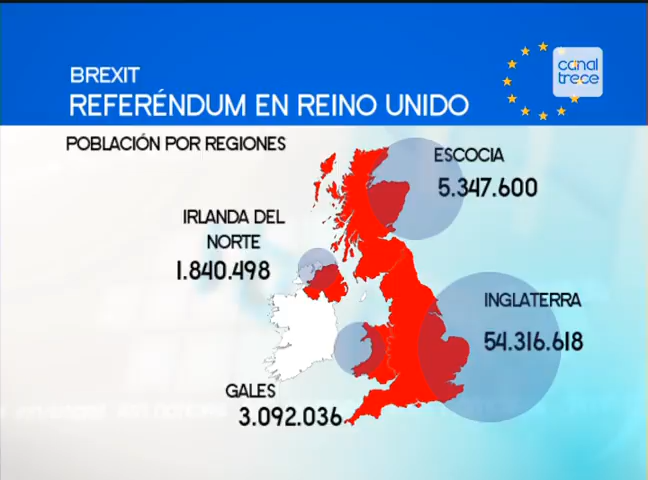 BREXIT
REFERÉNDUM EN REINO UNIDO
canal
trece
POBLACIÓN POR REGIONES
ESCOCIA
5.347.600
IRLANDA DEL
NORTE
1.840.498
INGLATERRA
54.316.618
GALES
3.092.036